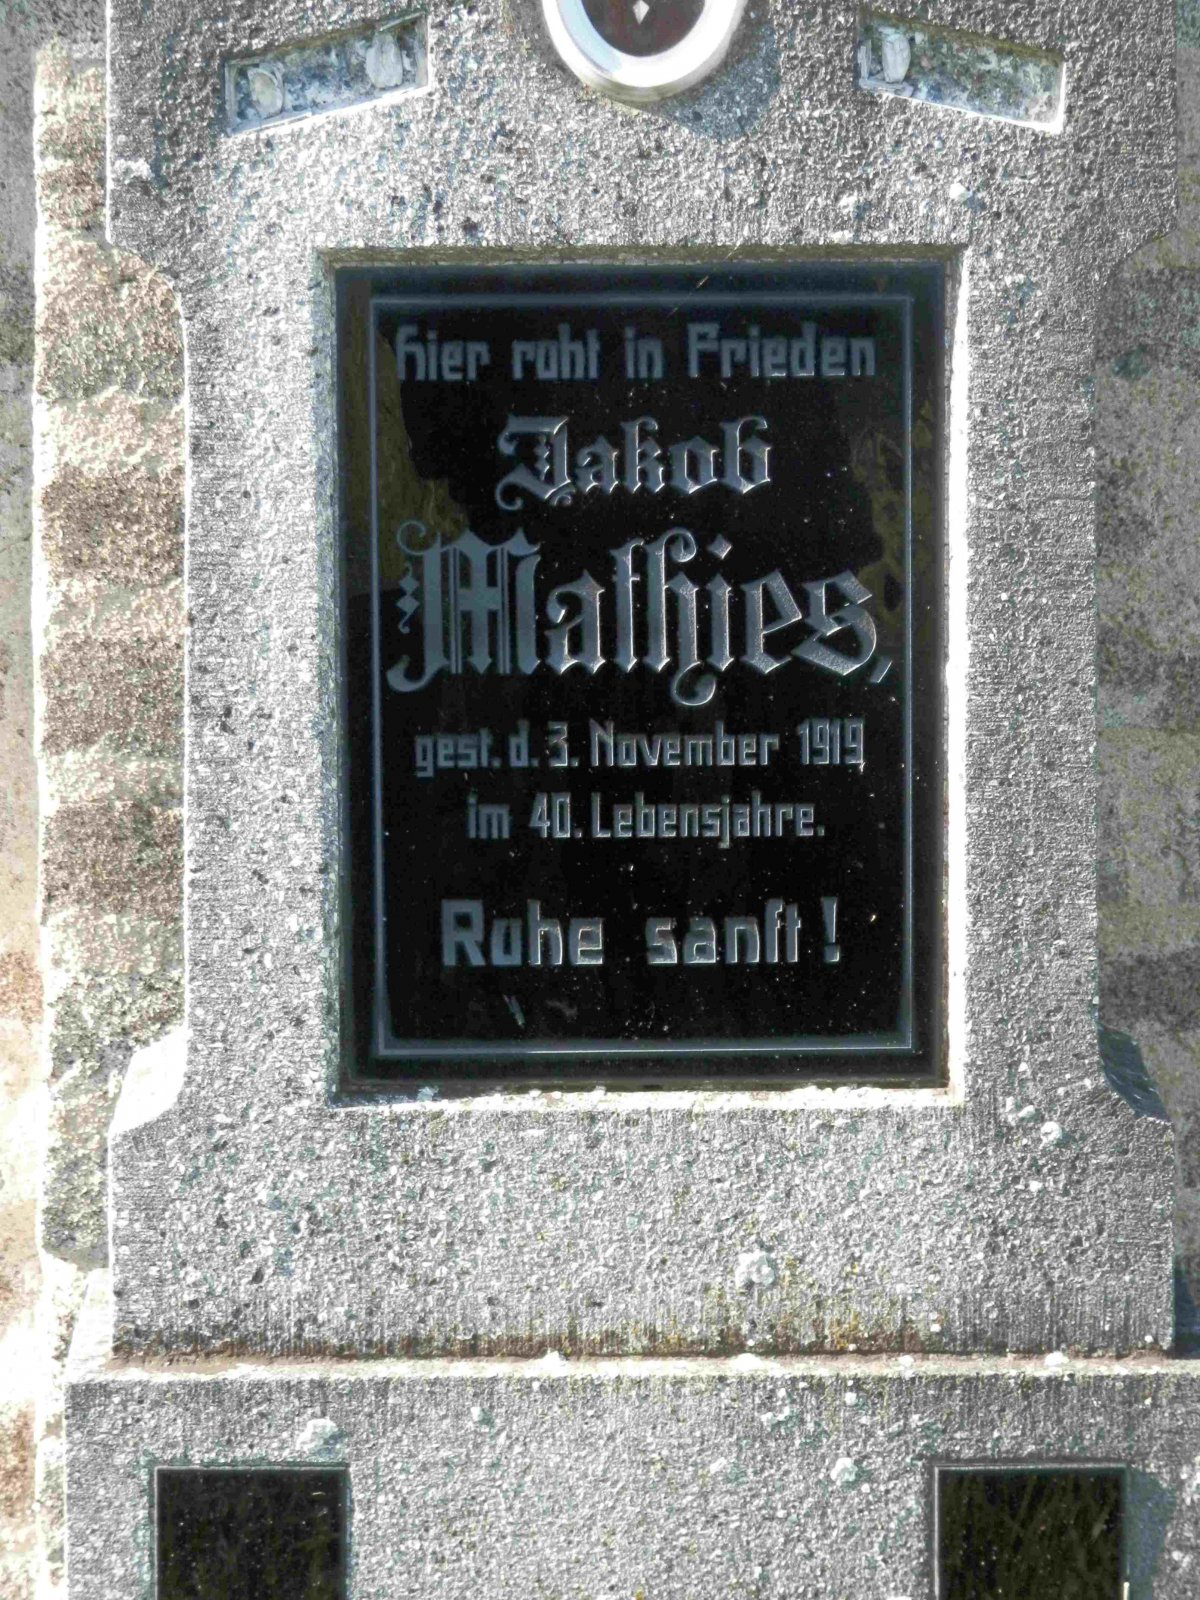 Hier ruht in Frieden
Jakob
Mathies,
gest. d. 3. November 1919
im 40. Lebensjahre.
Ruhe sanft!